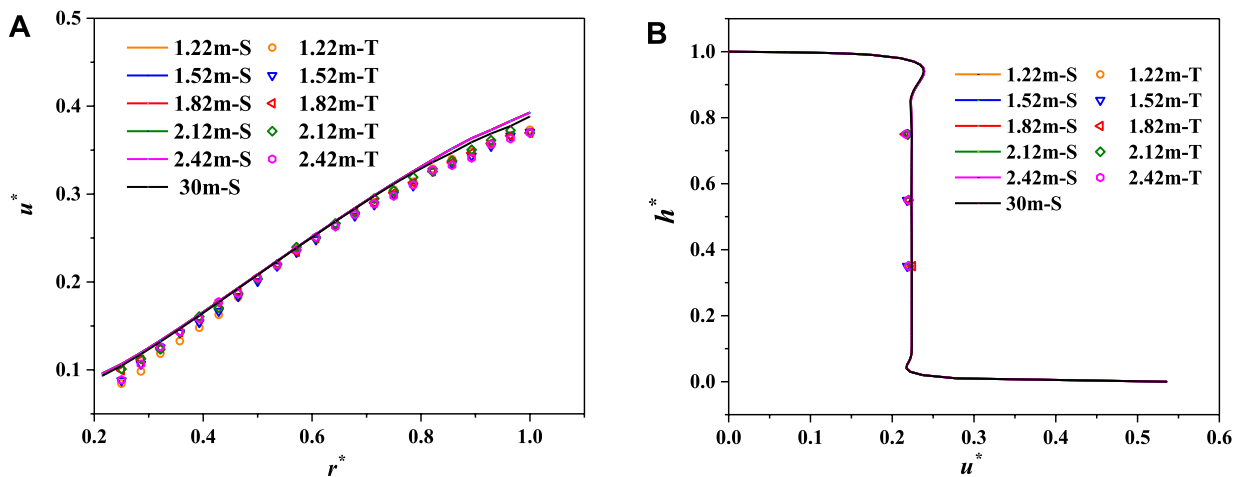 A
u*
0.5
0.4
0.3
0.2
0.1
1.22m-S 1.22m-T
1.52m-S 1.52m-T
1.82m-S 1.82m-T
2.12m-S 2.12m-T
2.42m-S 2.42m-T
30m-S
0.2 0.4 0.6 0.8 1.0
r*
B
h*
1.0
0.8
0.6
0.4
0.2
0.0
1.22m-S 1.22m-T
1.52m-S 1.52m-T
1.82m-S 1.82m-T
2.12m-S 2.12m-T
2.42m-S 2.42m-T
30m-S
0.0 0.1 0.2 0.3 0.4 0.5 0.6
u*